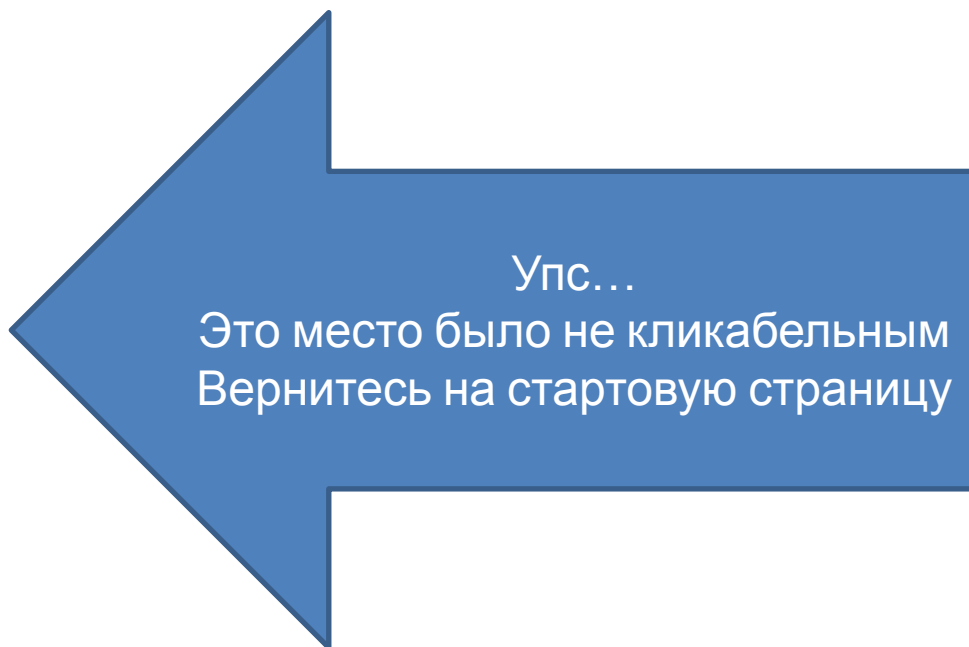 Упс…
Это место было не кликабельным
Вернитесь на стартовую страницу